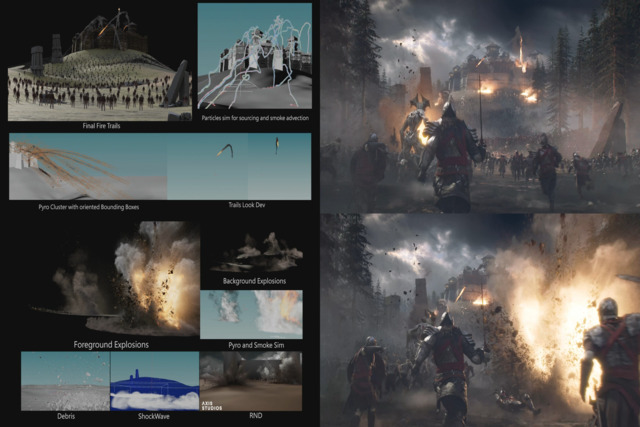 Final Fire Trails
Particles sim for sourcing and smoke advection
Pyro Cluster with oriented Bounding Boxes
Trails Look Dev
Background Explosions
Foreground Explosions
Pyro and Smoke Sim
AXIS
STUDIOS
Debris
ShockWave
RND